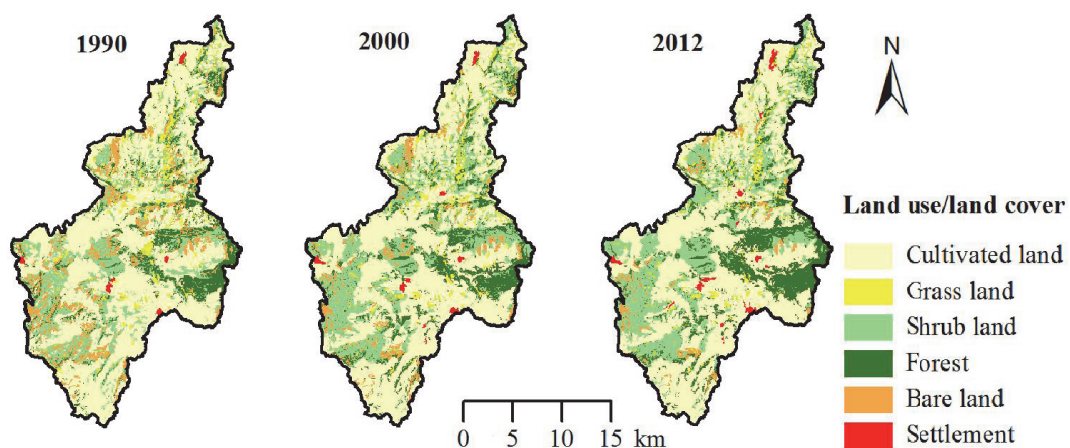 1990
2000
2012
N
Land use/land cover
Cultivated land
Grass land
Shrub land
Forest
Bare land
Settlement
0 5 10 15 km